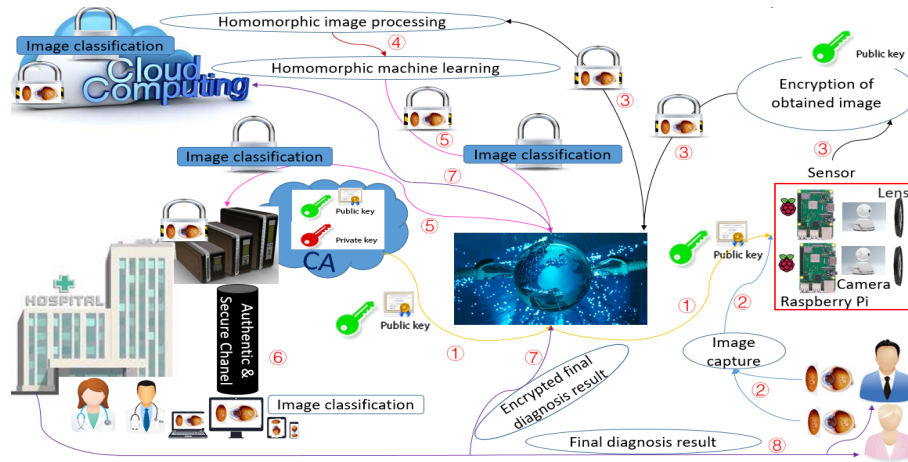 Homomorphic image processing
④
Homomorphic machine learning
Image classification
Cloud
Computing
③
Public key
Encryption of
obtained image
③
③
⑤
Image classification
⑦
Image classification
Sensor
Lens
Camera
Raspberry Pi
Public key
Private key
CA
⑤
Public key
①
②
HOSPITAL
Authentic &
Secure Channel
⑥
Public key
①
⑦
Image
capture
②
Encrypted final
diagnosis result
Image classification
Final diagnosis result
⑧